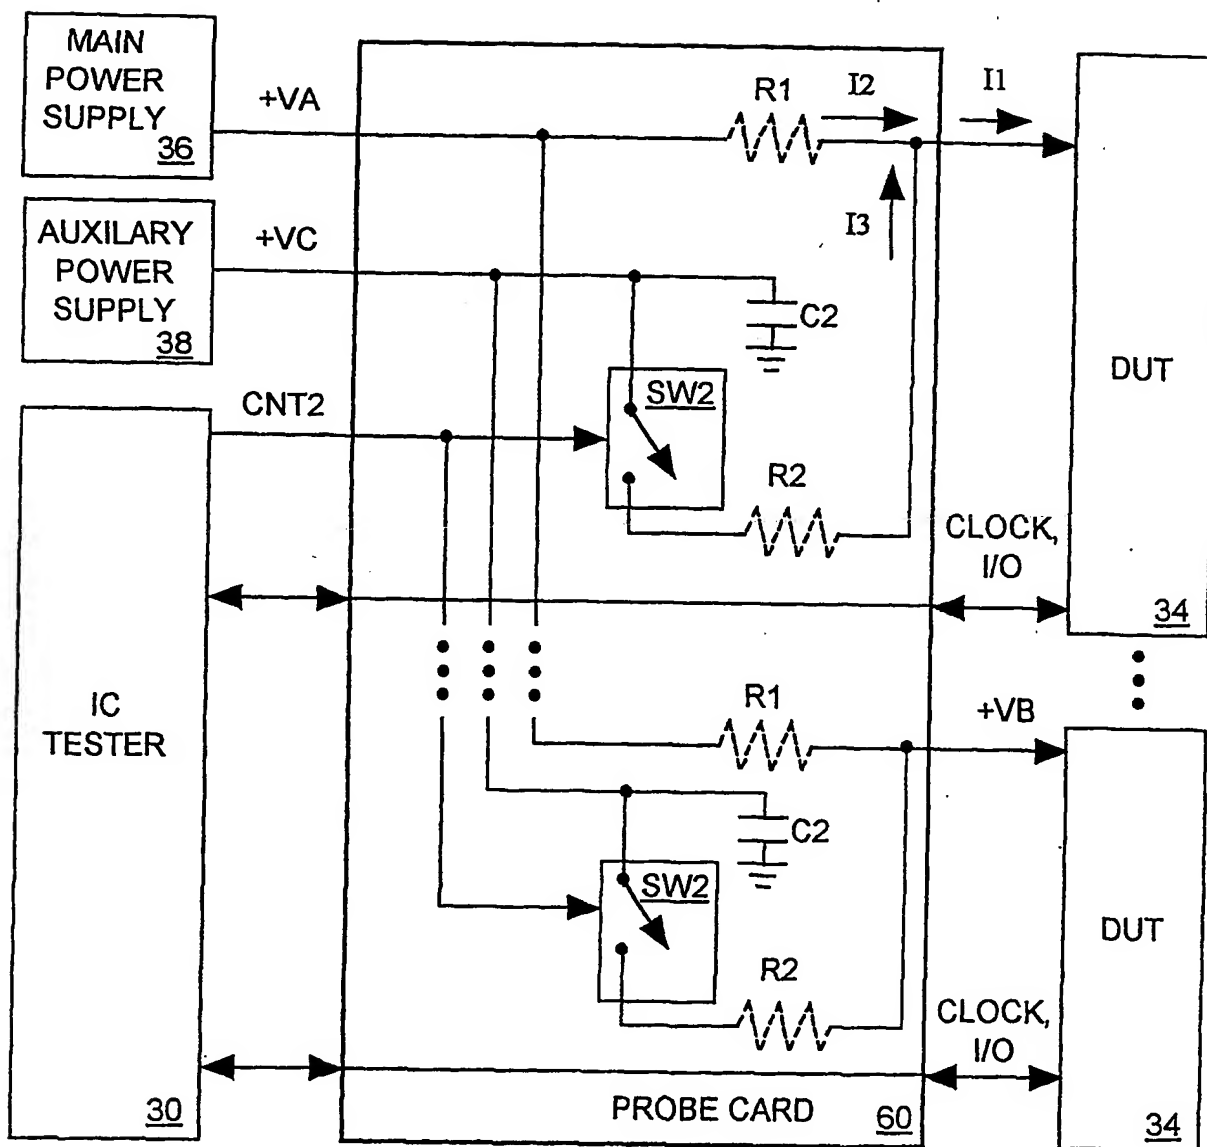 MAIN
POWER
SUPPLY
36
+VA
R1
I2
I1
I3
AUXILARY
POWER
SUPPLY
38
+VC
C2
CNT2
SW2
R2
DUT
34
CLOCK,
I/O
IC
TESTER
30
R1
+VB
C2
SW2
R2
DUT
34
CLOCK,
I/O
PROBE CARD
60